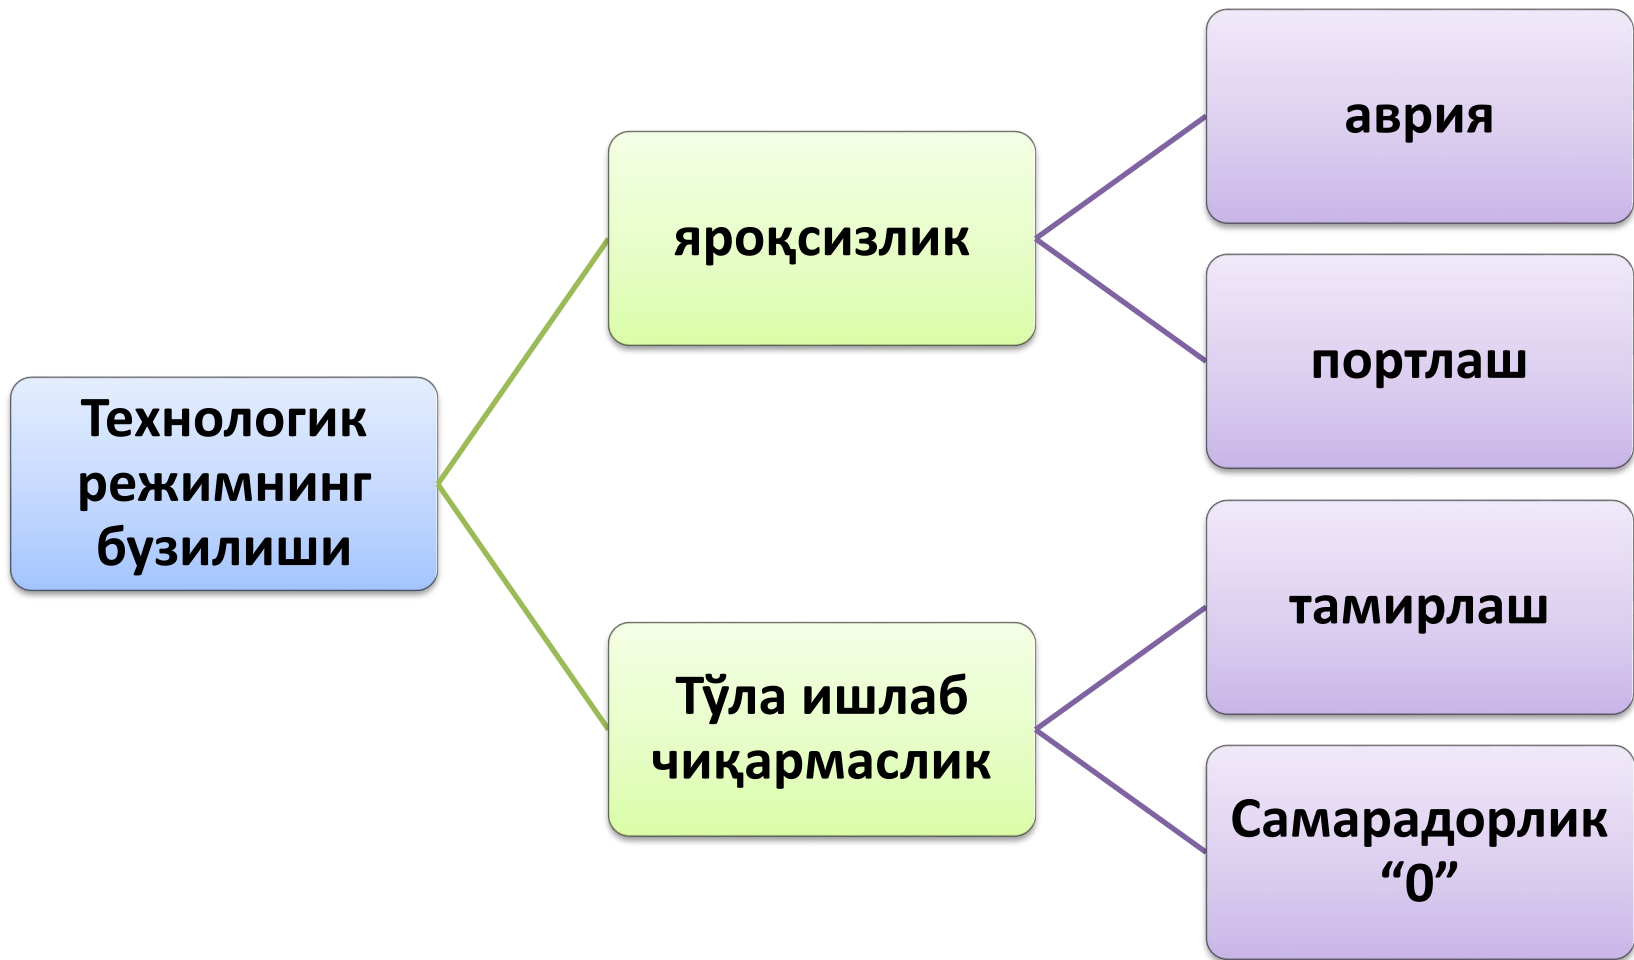 Технологик
режимнинг
бузилиши
яроқсизлик
аврия
портлаш
Тўла ишлаб
чиқармаслик
тамирлаш
Самарадорлик
“0”